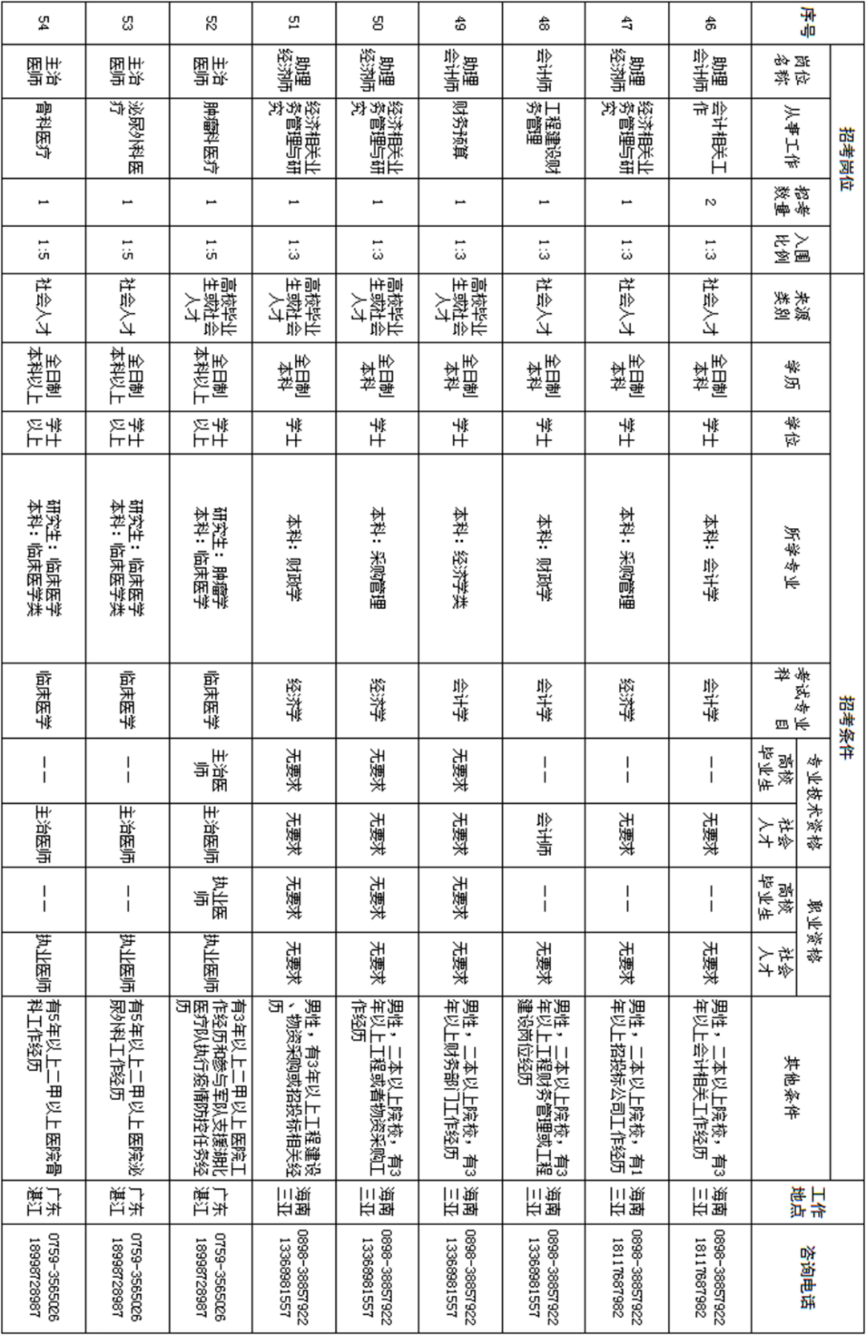 招考岗位
招考条件
序号
岗位
名称
从事工作
招考
数量
入围
比例
来源
类别
学历
学位
所学专业
考试专业
科 目
专业技术资格
职业资格
高校
毕业生
社会
人才
高校
毕业生
社会
人才
其他条件
工作
地点
咨询电话
46
助理
会计师
会计相关工
作
2
1:3
社会人才
全日制
本科
学士
本科：会计学
会计学
——
无要求
——
无要求
男性，二本以上院校，有3
年以上会计相关工作经历
海南
三亚
0898-38857922
18117687982
47
助理
经济师
经济相关业
务管理与研
究
1
1:3
社会人才
全日制
本科
学士
本科：采购管理
经济学
——
无要求
——
无要求
男性，二本以上院校，有1
年以上招投标公司工作经历
海南
三亚
0898-38857922
18117687982
48
会计师
工程建设财
务管理
1
1:3
社会人才
全日制
本科
学士
本科：财政学
会计学
——
会计师
——
无要求
男性，二本以上院校，有3
年以上工程财务管理或工程
建设岗位经历
海南
三亚
0898-38857922
13368981557
49
助理
会计师
财务预算
1
1:3
高校毕业
生或社会
人才
全日制
本科
学士
本科：经济学类
会计学
无要求
无要求
无要求
无要求
男性，二本以上院校，有3
年以上财务部门工作经历
海南
三亚
0898-38857922
13368981557
50
助理
经济师
经济相关业
务管理与研
究
1
1:3
高校毕业
生或社会
人才
全日制
本科
学士
本科：采购管理
经济学
无要求
无要求
无要求
无要求
男性，二本以上院校，有3
年以上工程或者物资采购工
作经历
海南
三亚
0898-38857922
13368981557
51
助理
经济师
经济相关业
务管理与研
究
1
1:3
高校毕业
生或社会
人才
全日制
本科
学士
本科：财政学
经济学
无要求
无要求
无要求
无要求
男性，有3年以上工程建设
、物资采购或招投标相关经
历
海南
三亚
0898-38857922
13368981557
52
主治
医师
肿瘤科医疗
1
1:5
高校毕业
生或社会
人才
全日制
本科以上
学士
以上
研究生：肿瘤学
本科：临床医学
临床医学
主治医
师
主治医师
执业医
师
执业医师
有3年以上二甲以上医院工
作经历和参与军队支援湖北
医疗队执行疫情防控任务经
历
广东
湛江
0759-3565026
18998728987
53
主治
医师
泌尿外科医
疗
1
1:5
社会人才
全日制
本科以上
学士
以上
研究生：临床医学
本科：临床医学类
临床医学
——
主治医师
——
执业医师
有5年以上二甲以上医院泌
尿外科工作经历
广东
湛江
0759-3565026
18998728987
54
主治
医师
骨科医疗
1
1:5
社会人才
全日制
本科以上
学士
以上
研究生：临床医学
本科：临床医学类
临床医学
——
主治医师
——
执业医师
有5年以上二甲以上医院骨
科工作经历
广东
湛江
0759-3565026
18998728987